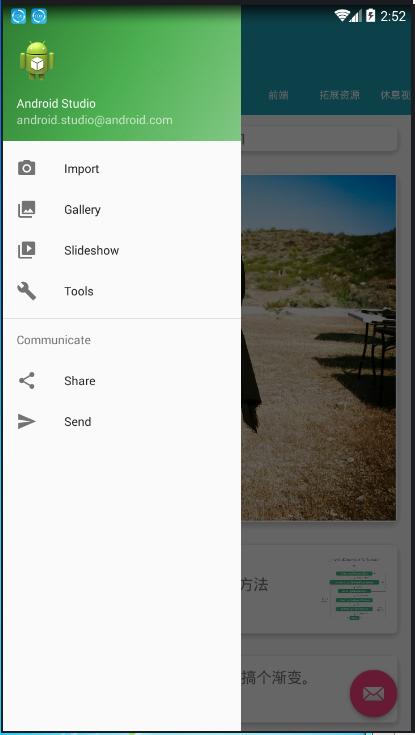 2:52
Android Studio
android.studio@android.com
前端
拓展资源
休息视
Import
Gallery
Slideshow
Tools
Communicate
Share
Send
方法
搞个渐变。